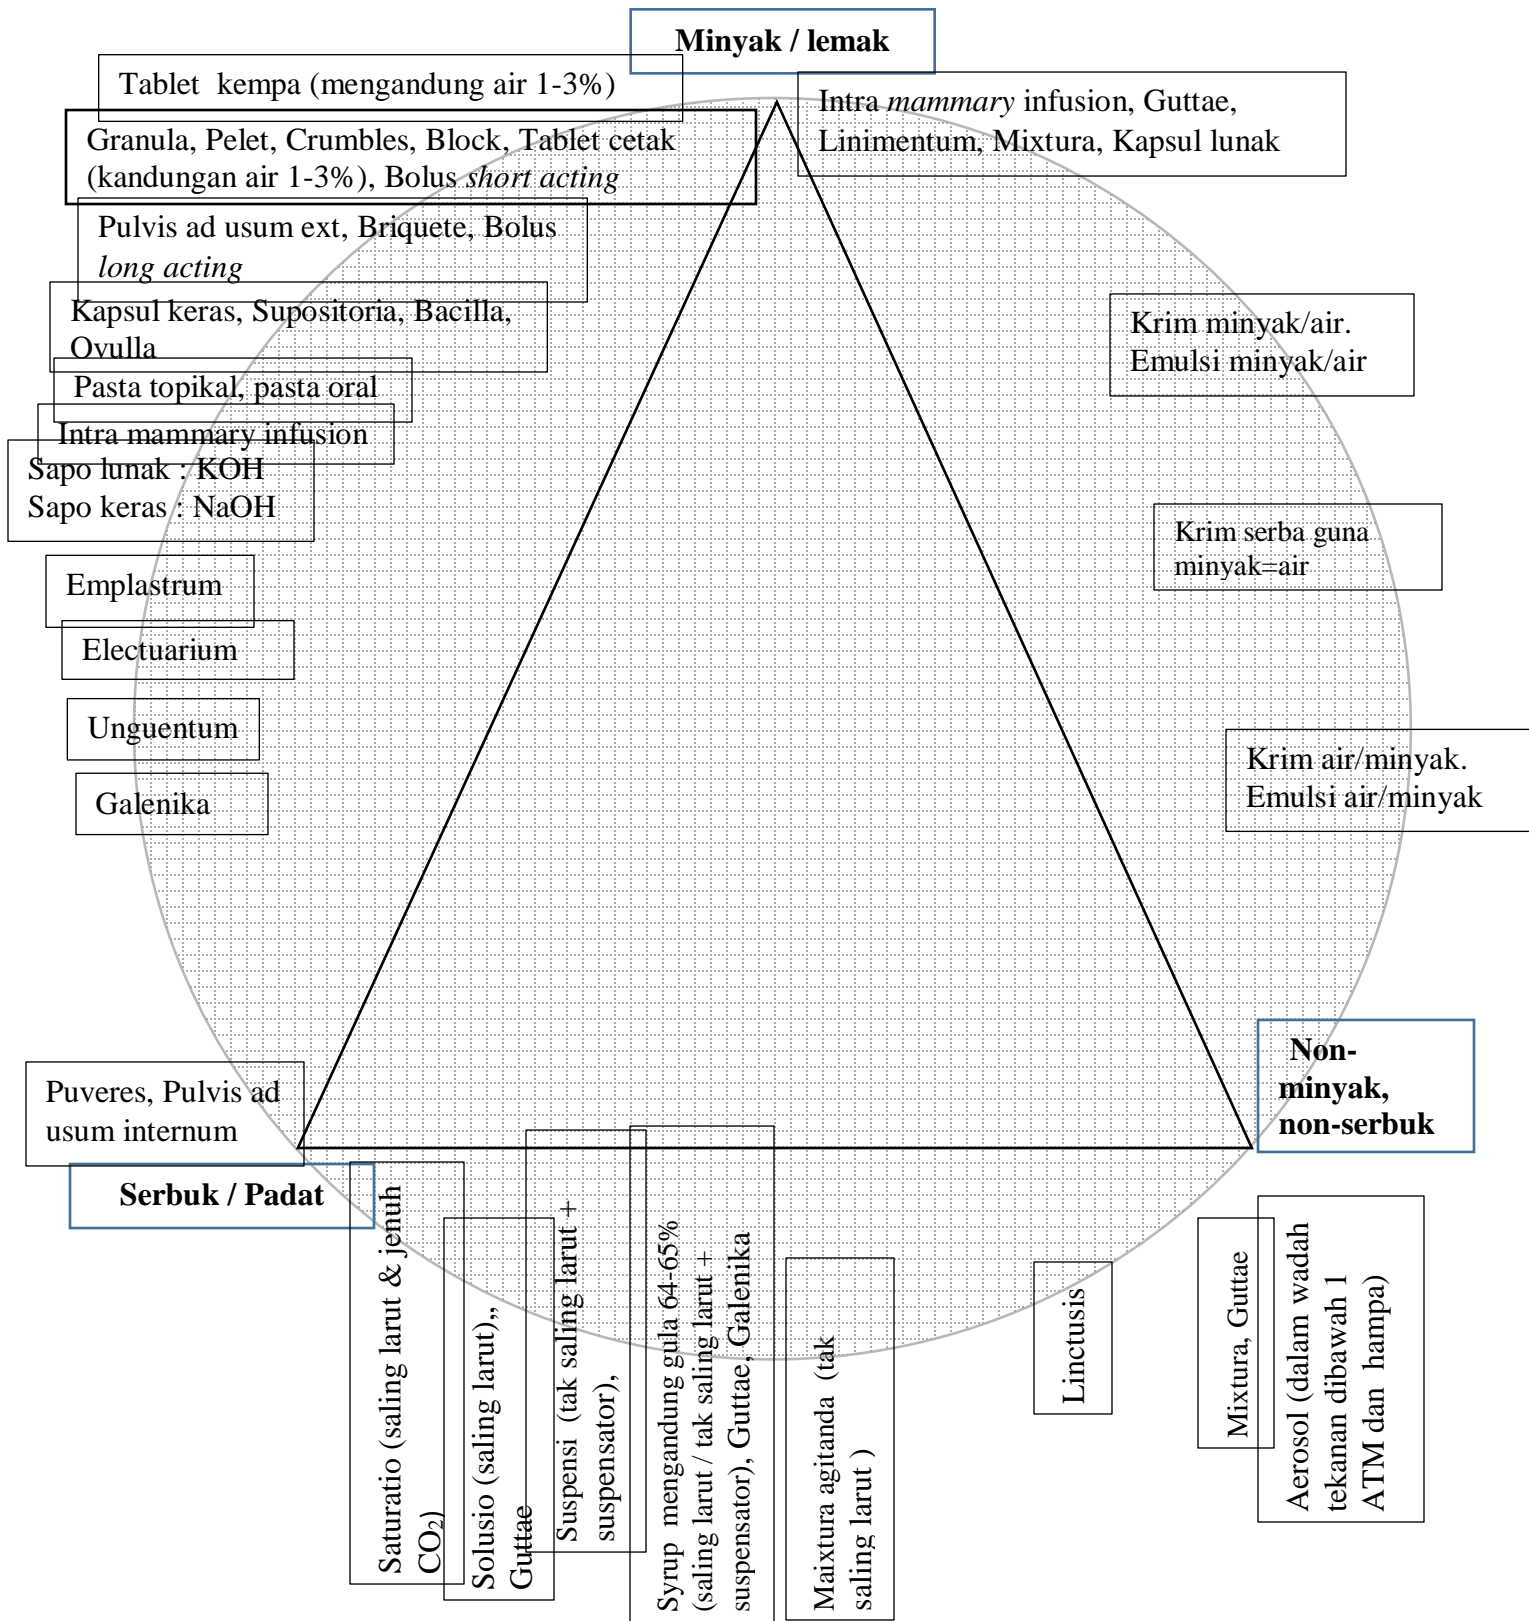 Minyak / lemak
Tablet kempa (mengandung air 1-3%)
Granula, Pelet, Crumbles, Block, Tablet cetak
(kandungan air 1-3%), Bolus short acting
Pulvis ad usum ext, Briquete, Bolus
long acting
Kapsul keras, Supositoria, Bacilla,
Ovulla
Pasta topikal, pasta oral
Intra mammary infusion
Sapo lunak : KOH
Sapo keras : NaOH
Emplastrum
Electuarium
Unguentum
Galenika
Intra mammary infusion, Guttae,
Linimentum, Mixtura, Kapsul lunak
Krim minyak/air.
Emulsi minyak/air
Krim serba guna
minyak=air
Krim air/minyak.
Emulsi air/minyak
Non-
minyak,
non-serbuk
Puveres, Pulvis ad
usum internum
Serbuk / Padat
Saturatio (saling larut & jenuh
CO₂)
Solusio (saling larut),,
Guttae
Suspensi (tak saling larut +
suspensator),
Syrup mengandung gula 64-65%
(saling larut / tak saling larut +
suspensator), Guttae, Galenika
Maixtura agitanda (tak
saling larut )
Linctusis
Mixtura, Guttae
Aerosol (dalam wadah
tekanan dibawah 1
ATM dan hampa)